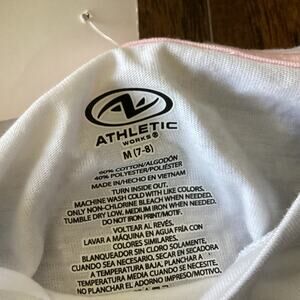 ATHLETIC
WORKS®
M (7-8)
60% COTTON/ALGODÓN
40% POLYESTER/POLIÉSTER
MADE IN/HECHO EN VIETNAM
TURN INSIDE OUT.
MACHINE WASH COLD WITH LIKE COLORS.
ONLY NON-CHLORINE BLEACH WHEN NEEDED.
TUMBLE DRY LOW, MEDIUM IRON WHEN NEEDED.
DO NOT IRON PRINT/MOTIF.
VOLTEAR AL REVÉS.
LAVAR A MÁQUINA EN AGUA FRÍA CON
COLORES SIMILARES.
BLANQUEADOR SIN CLORO SOLAMENTE,
CUANDO SEA NECESARIO. SECAR EN SECADORA
A TEMPERATURA BAJA, PLANCHAR A
TEMPERATURA MEDIA CUANDO SEA NECESARIO.
NO PLANCHAR EL ADORNO IMPRESO/MOTIVO.